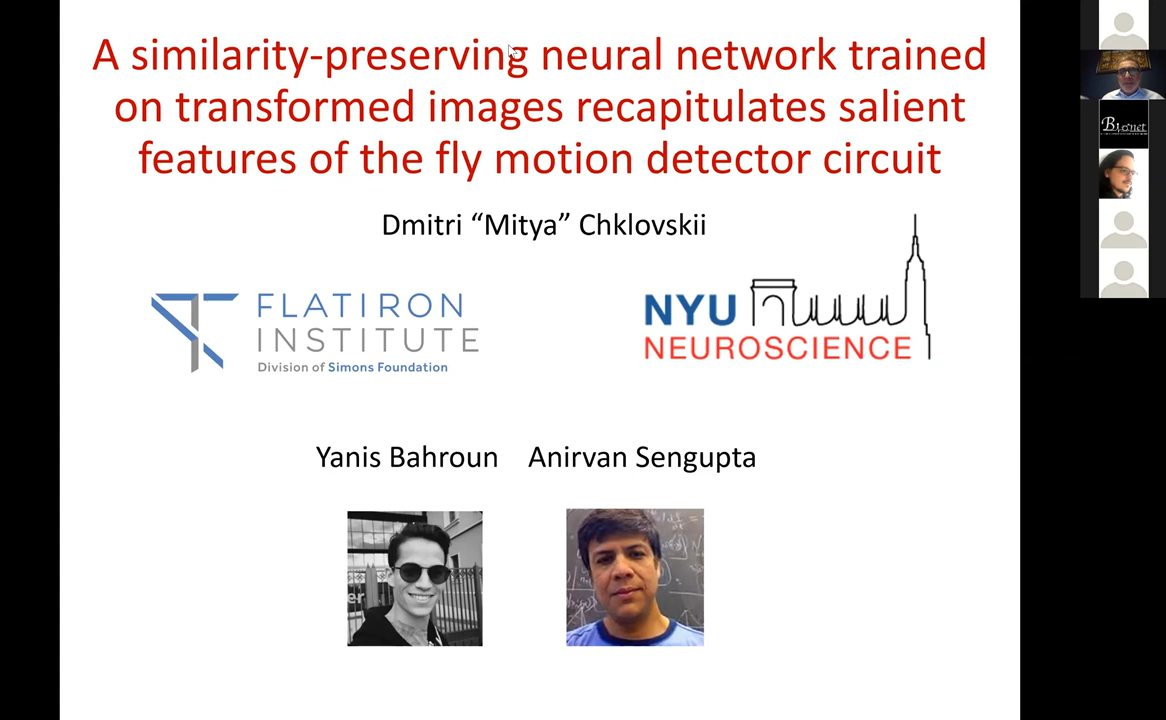 A similarity-preserving neural network trained
on transformed images recapitulates salient
features of the fly motion detector circuit
Dmitri “Mitya” Chklovskii
FLATIRON
INSTITUTE
Division of Simons Foundation
NYU
NEUROSCIENCE
Yanis Bahroun
Anirvan Sengupta
Bionet